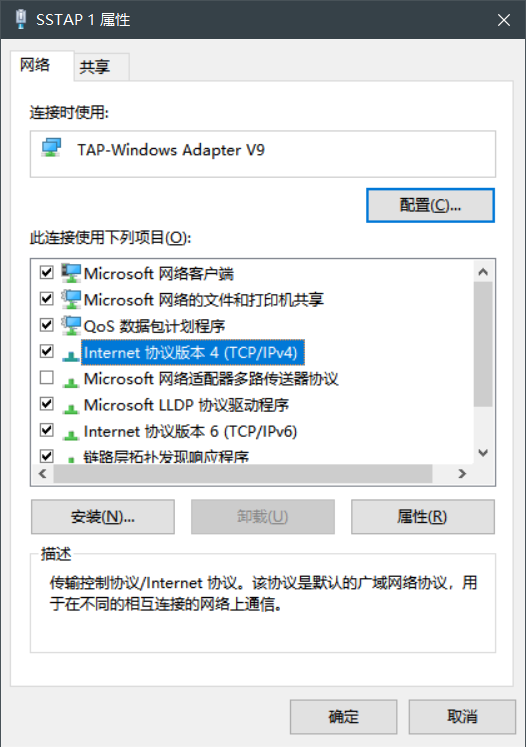 SSTAP 1 属性
网络
共享
连接时使用:
TAP-Windows Adapter V9
配置(C)...
此连接使用下列项目(O):
Microsoft 网络客户端
Microsoft 网络的文件和打印机共享
QoS 数据包计划程序
Internet 协议版本 4 (TCP/IPv4)
Microsoft 网络适配器多路传送器协议
Microsoft LLDP 协议驱动程序
Internet 协议版本 6 (TCP/IPv6)
链路层拓扑发现响应程序
安装(N)...
卸载(U)
属性(R)
描述
传输控制协议/Internet 协议。该协议是默认的广域网络协议，用
于在不同的相互连接的网络上通信。
确定
取消